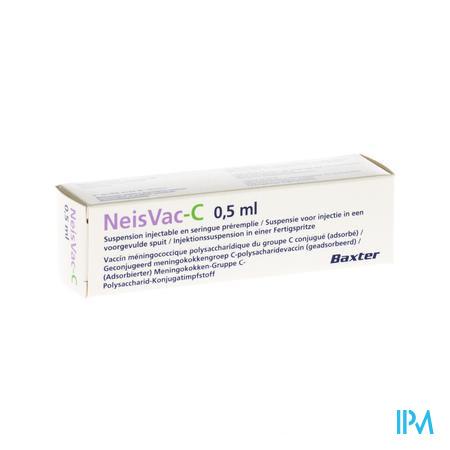 NeisVac-C 0,5 ml
Suspension injectable en seringue préremplie / Suspensie voor injectie in een
voorgevulde spuit / Injektionssuspension in einer Fertigspritze
Vaccin méningococcique polysaccharidique du groupe C conjugué (adsorbé) /
Geconjugeerd meningokokkengroep C-polysacharidevaccin (geadsorbeerd) /
(Adsorbierter) Meningokokken-Gruppe C-
Polysaccharid-Konjugatimpfstoff
Baxter
NeisVac-C
0,5 ml
IPM